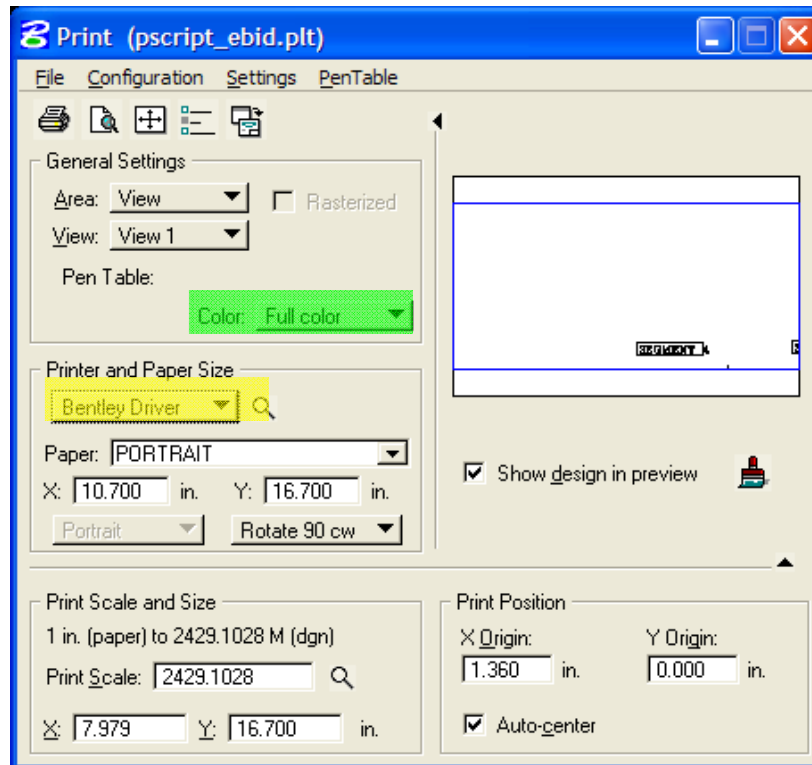 Print (pscript_ebid.plt)
File Configuration Settings PenTable
General Settings
Area: View Rasterized
View: View 1
Pen Table:
Color: Full color
Printer and Paper Size
Bentley Driver
Paper: PORTRAIT
X: 10.700 in. Y: 16.700 in.
Portrait Rotate 90 cw
SEGMENT
Show design in preview
Print Scale and Size
1 in. (paper) to 2429.1028 M (dgn)
Print Scale: 2429.1028
X: 7.979 Y: 16.700 in.
Print Position
X Origin: Y Origin:
1.360 in. 0.000 in.
Auto-center